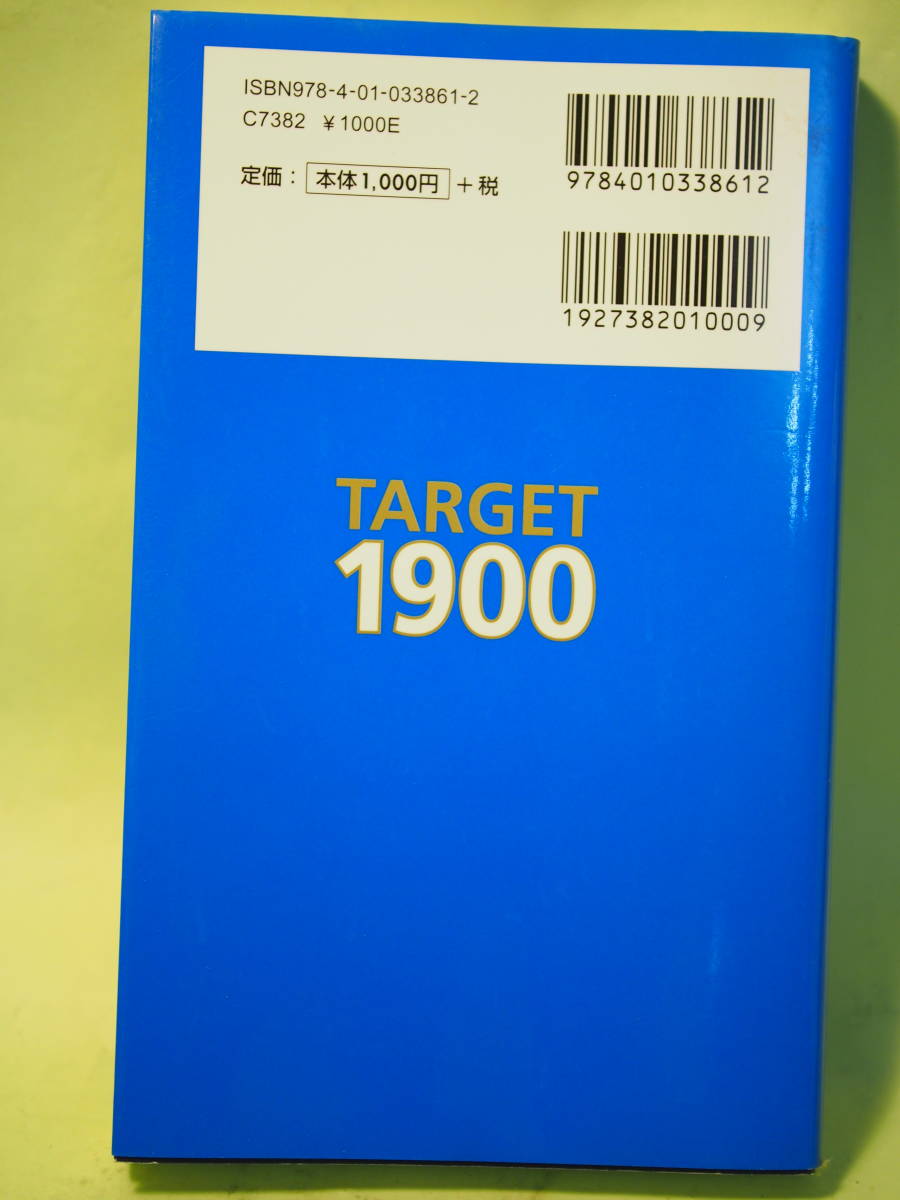 ISBN978-4-01-033861-2
C7382 ¥1000E
定価： 本体1,000円 +税
9784010338612
1927382010009
TARGET
1900